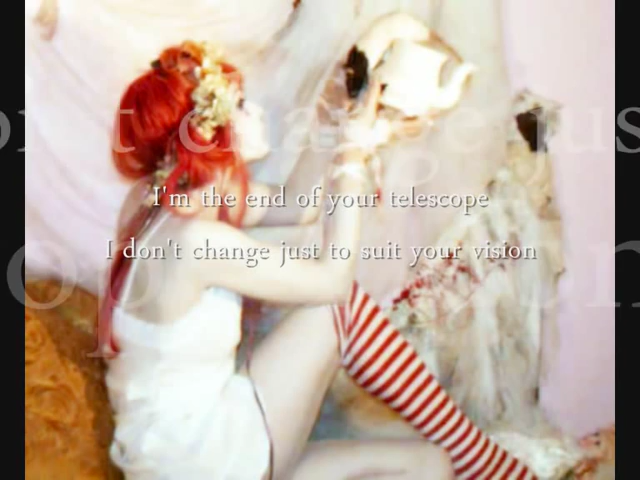 I'm the end of your telescope
I don't change just to suit your vision